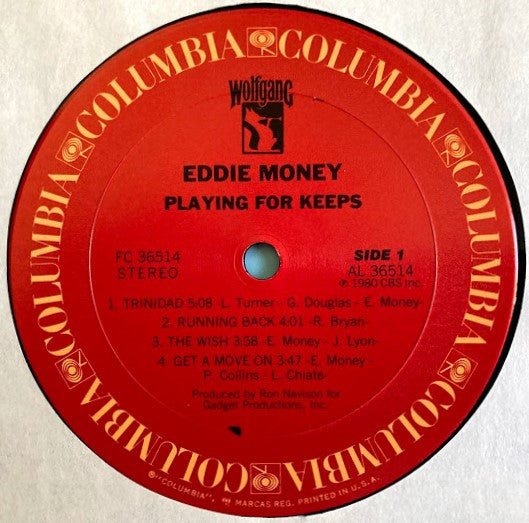 COLUMBIA COLUMBIA COLUMBIA COLUMBIA COLUMBIA COLUMBIA
Wolfgang
EDDIE MONEY
PLAYING FOR KEEPS
FC 36514
STEREO
SIDE 1
AL 36514
℗ 1980 CBS Inc.
1. TRINIDAD 5:08 -L. Turner - G. Douglas - E. Money-
2. RUNNING BACK 4:01 -R. Bryan-
3. THE WISH 3:58 -E. Money - J. Lyon-
4. GET A MOVE ON 3:47 -E. Money -
P. Collins - L. Chiate-
Produced by Ron Nevison for
Gadget Productions, Inc.
®"COLUMBIA", ◉ MARCAS REG. PRINTED IN U.S.A.